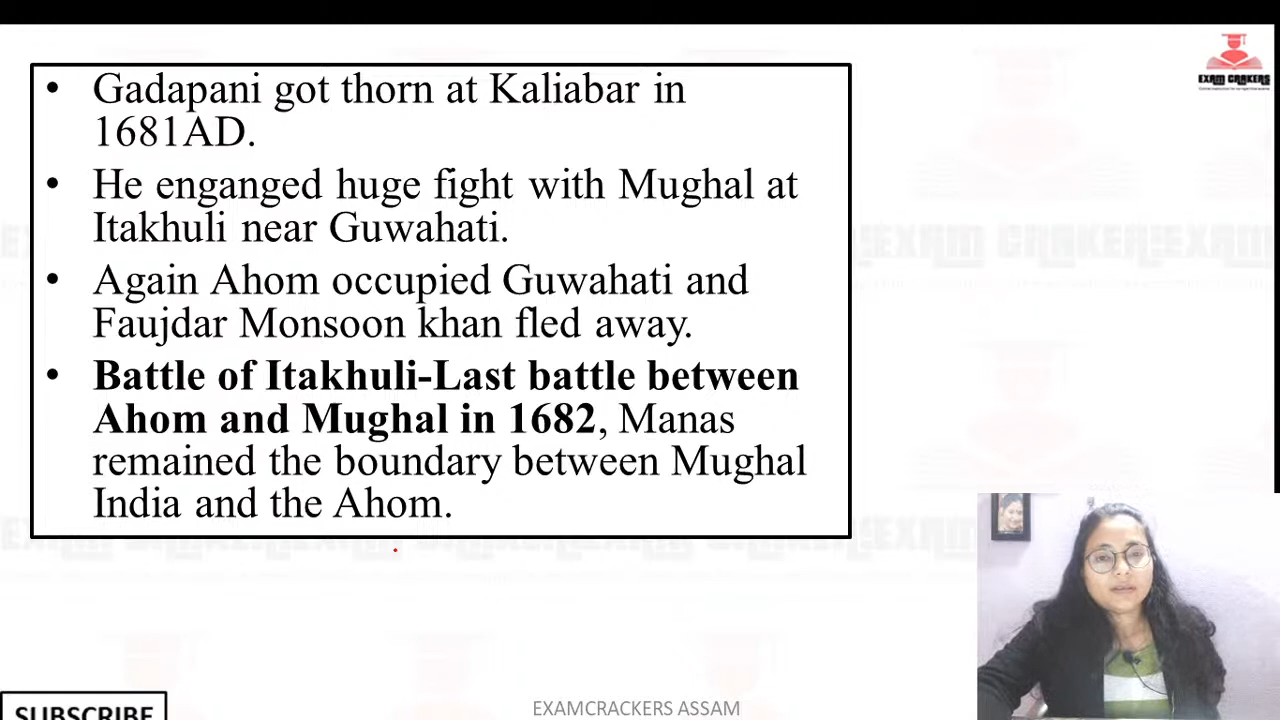 EXAM CRAKERS
• Gadapani got thorn at Kaliabar in
1681AD.
• He enganged huge fight with Mughal at
Itakhuli near Guwahati.
• Again Ahom occupied Guwahati and
Faujdar Monsoon khan fled away.
• Battle of Itakhuli-Last battle between
Ahom and Mughal in 1682, Manas
remained the boundary between Mughal
India and the Ahom.
SUBSCRIBE
EXAMCRACKERS ASSAM